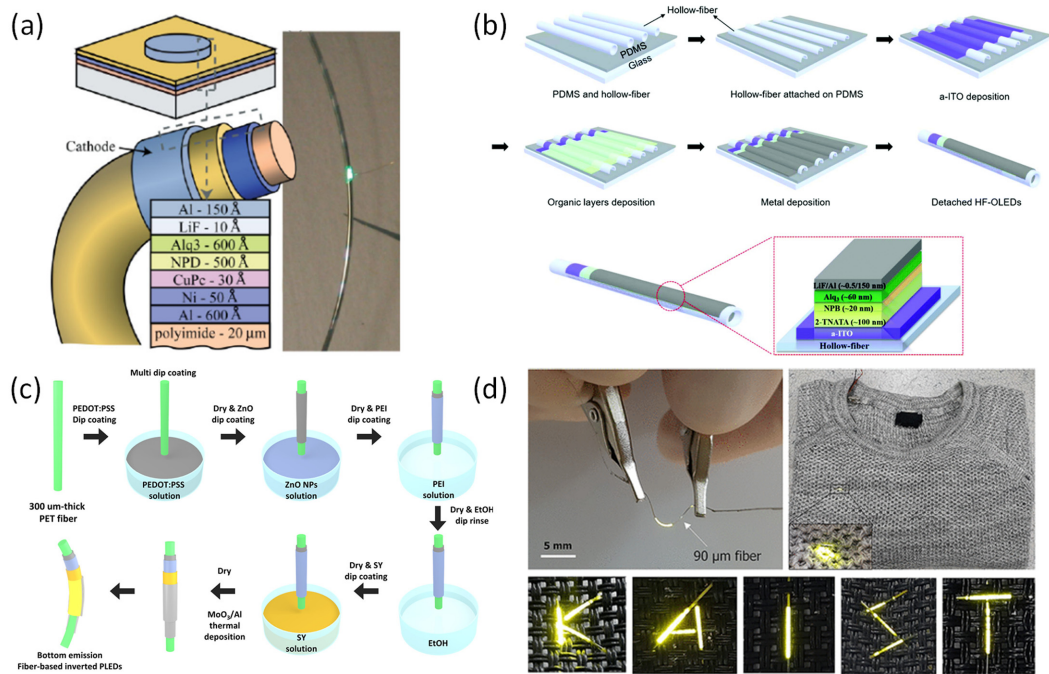 (a)
Cathode
Al - 150 Å
LiF - 10 Å
Alq3 - 600 Å
NPD - 500 Å
CuPc - 30 Å
Ni - 50 Å
Al - 600 Å
polyimide - 20 µm
(b)
Hollow-fiber
PDMS
Glass
PDMS and hollow-fiber
Hollow-fiber attached on PDMS
a-ITO deposition
Organic layers deposition
Metal deposition
Detached HF-OLEDs
LiF/Al (~0.5/150 nm)
Alq₃ (~60 nm)
NPB (~20 nm)
2-TNATA (~100 nm)
a-ITO
Hollow-fiber
(c)
300 um-thick
PET fiber
PEDOT:PSS
Dip coating
Multi dip coating
PEDOT:PSS
solution
Dry & ZnO
dip coating
ZnO NPs
solution
Dry & PEI
dip coating
PEI
solution
Dry & EtOH
dip rinse
EtOH
Dry & SY
dip coating
SY
solution
Dry
MoO₃/Al
thermal
deposition
Bottom emission
Fiber-based inverted PLEDs
(d)
5 mm
90 µm fiber
K A I S T